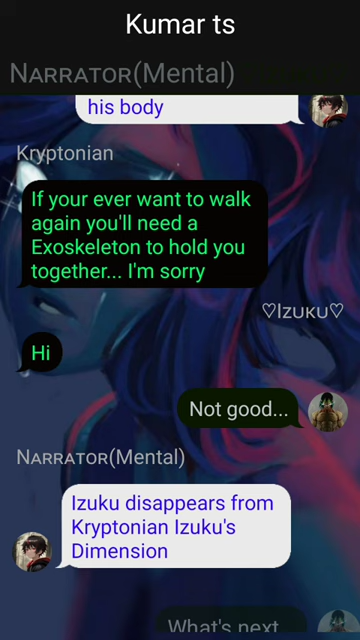 Kumar ts
Narrator(Mental)
his body
Kryptonian
If your ever want to walk
again you'll need a
Exoskeleton to hold you
together... I'm sorry
♡Izuku♡
Hi
Not good...
Narrator(Mental)
Izuku disappears from
Kryptonian Izuku's
Dimension
What's next